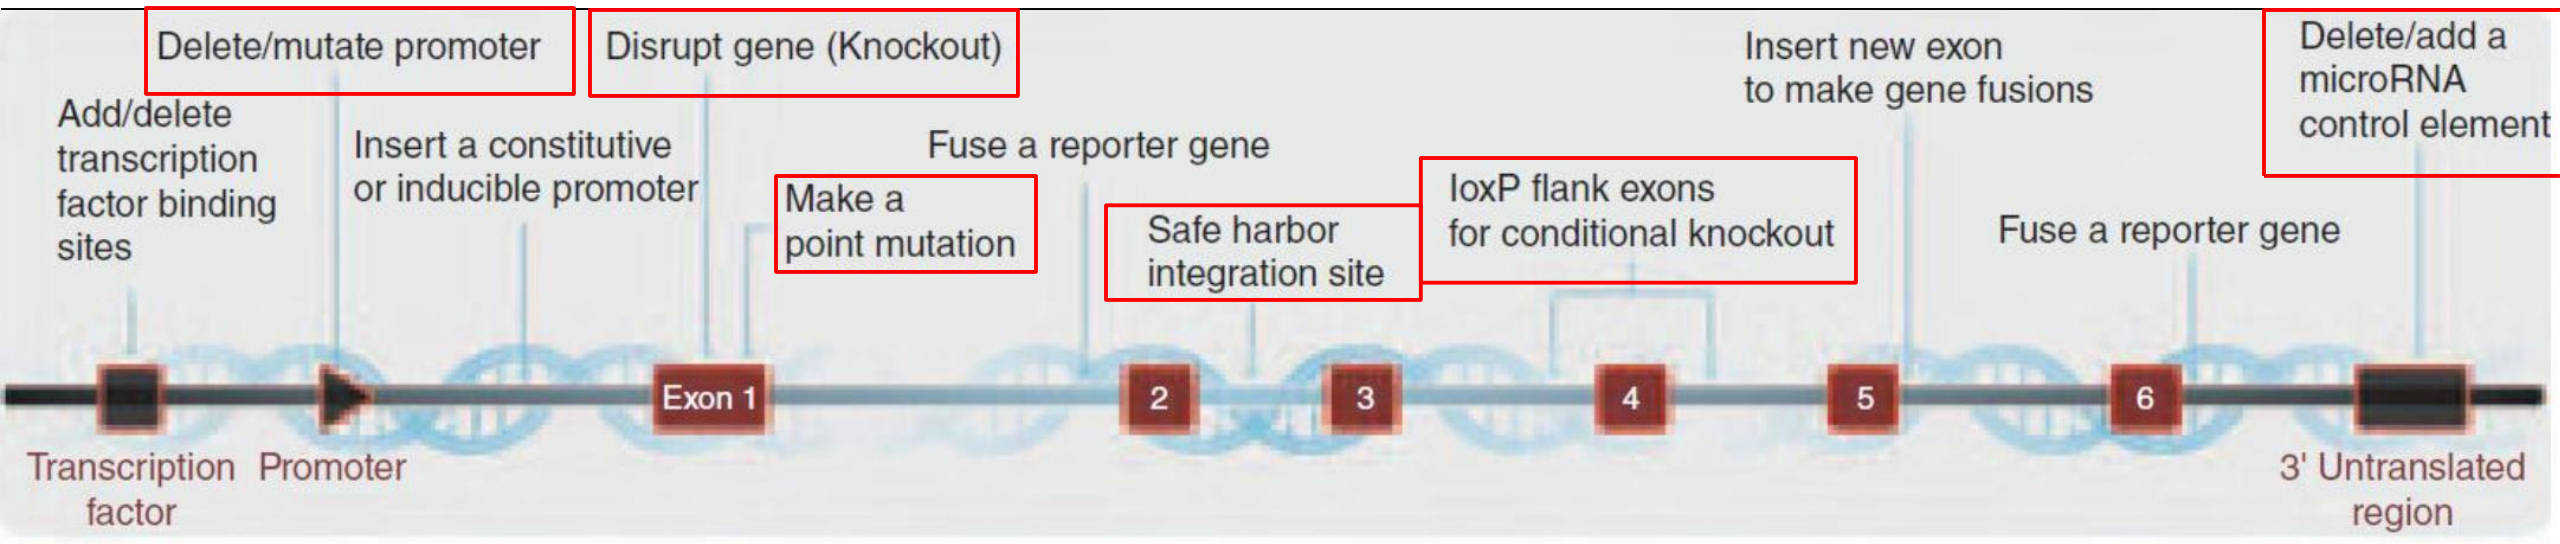 Delete/mutate promoter
Disrupt gene (Knockout)
Add/delete
transcription
factor binding
sites
Insert a constitutive
or inducible promoter
Make a
point mutation
Fuse a reporter gene
Safe harbor
integration site
loxP flank exons
for conditional knockout
Insert new exon
to make gene fusions
Fuse a reporter gene
Delete/add a
microRNA
control element
Exon 1
2
3
4
5
6
Transcription
factor
Promoter
3' Untranslated
region